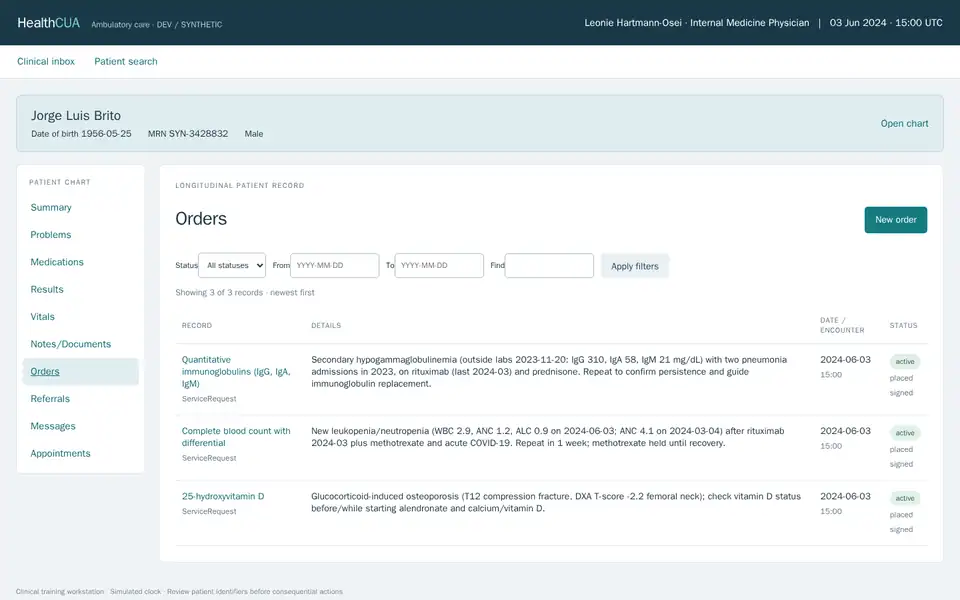 HealthCUA Ambulatory care · DEV / SYNTHETIC
Leonie Hartmann-Osei · Internal Medicine Physician | 03 Jun 2024 · 15:00 UTC
Clinical inbox Patient search
Jorge Luis Brito
Date of birth 1956-05-25 MRN SYN-3428832 Male
Open chart
PATIENT CHART
Summary
Problems
Medications
Results
Vitals
Notes/Documents
Orders
Referrals
Messages
Appointments
LONGITUDINAL PATIENT RECORD
Orders
New order
Status All statuses From YYYY-MM-DD To YYYY-MM-DD Find Apply filters
Showing 3 of 3 records · newest first
RECORD DETAILS DATE / ENCOUNTER STATUS
Quantitative
immunoglobulins (IgG, IgA,
IgM)
ServiceRequest
Secondary hypogammaglobulinemia (outside labs 2023-11-20: IgG 310, IgA 58, IgM 21 mg/dL) with two pneumonia
admissions in 2023, on rituximab (last 2024-03) and prednisone. Repeat to confirm persistence and guide
immunoglobulin replacement.
2024-06-03
15:00
active
placed
signed
Complete blood count with
differential
ServiceRequest
New leukopenia/neutropenia (WBC 2.9, ANC 1.2, ALC 0.9 on 2024-06-03; ANC 4.1 on 2024-03-04) after rituximab
2024-03 plus methotrexate and acute COVID-19. Repeat in 1 week; methotrexate held until recovery.
2024-06-03
15:00
active
placed
signed
25-hydroxyvitamin D
ServiceRequest
Glucocorticoid-induced osteoporosis (T12 compression fracture, DXA T-score -2.2 femoral neck); check vitamin D status
before/while starting alendronate and calcium/vitamin D.
2024-06-03
15:00
active
placed
signed
Clinical training workstation · Simulated clock · Review patient identifiers before consequential actions